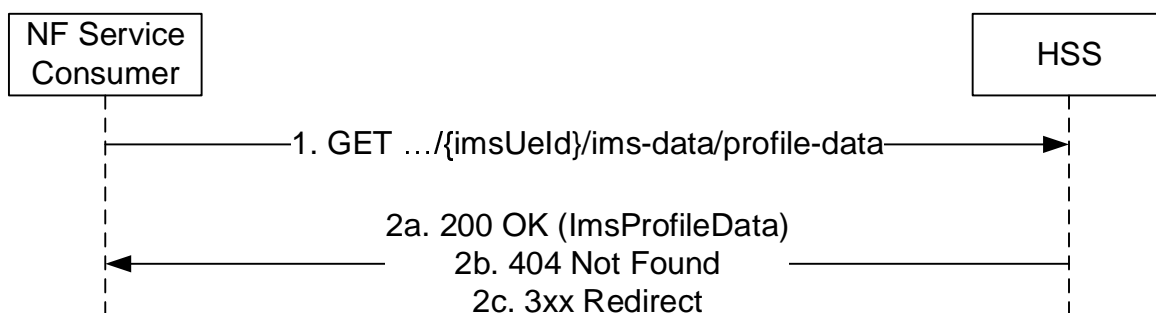 NF Service
Consumer
HSS
1. GET …/{imsUeId}/ims-data/profile-data
2a. 200 OK (ImsProfileData)
2b. 404 Not Found
2c. 3xx Redirect